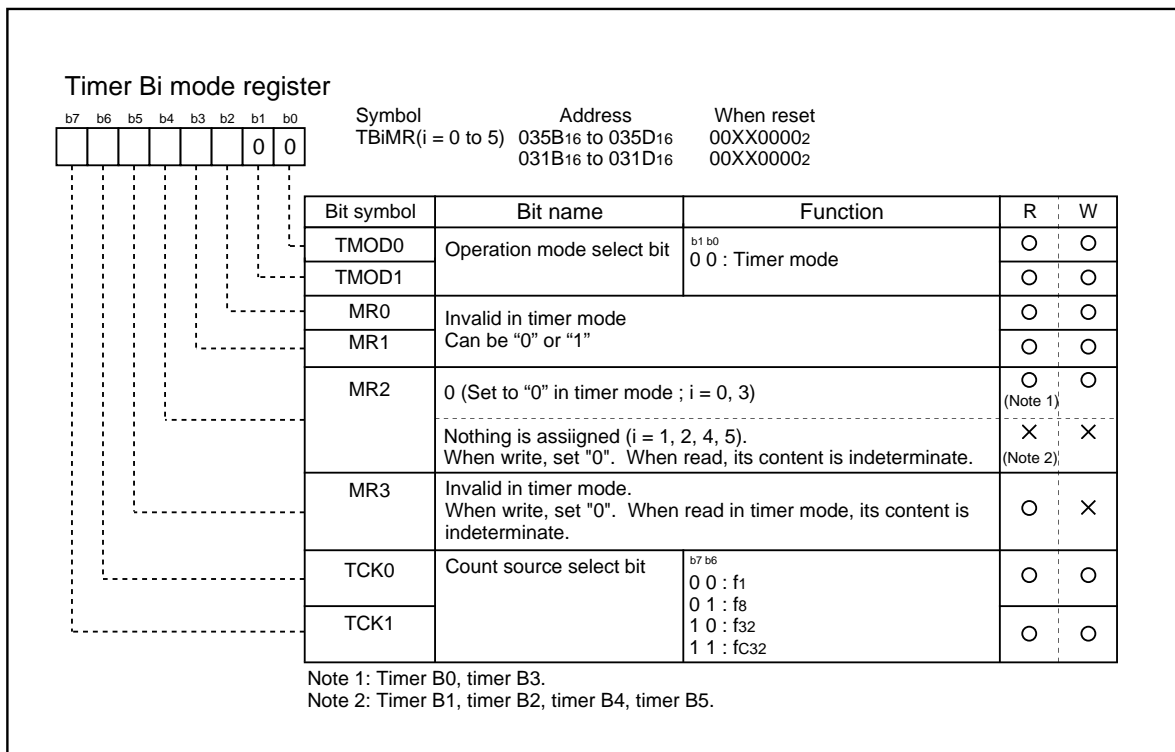 Timer Bi mode register
b7 b6 b5 b4 b3 b2 b1 b0
0 0
Symbol Address When reset
TBiMR(i = 0 to 5) 035B16 to 035D16 00XX00002
031B16 to 031D16 00XX00002
Bit symbol Bit name Function R W
TMOD0 Operation mode select bit b1 b0
0 0 : Timer mode
TMOD1
MR0 Invalid in timer mode
MR1 Can be “0” or “1”
MR2 0 (Set to “0” in timer mode ; i = 0, 3)
(Note 1)
Nothing is assiigned (i = 1, 2, 4, 5).
When write, set "0". When read, its content is indeterminate. (Note 2)
MR3 Invalid in timer mode.
When write, set "0". When read in timer mode, its content is
indeterminate.
TCK0 Count source select bit b7 b6
0 0 : f1
0 1 : f8
TCK1 1 0 : f32
1 1 : fC32
Note 1: Timer B0, timer B3.
Note 2: Timer B1, timer B2, timer B4, timer B5.